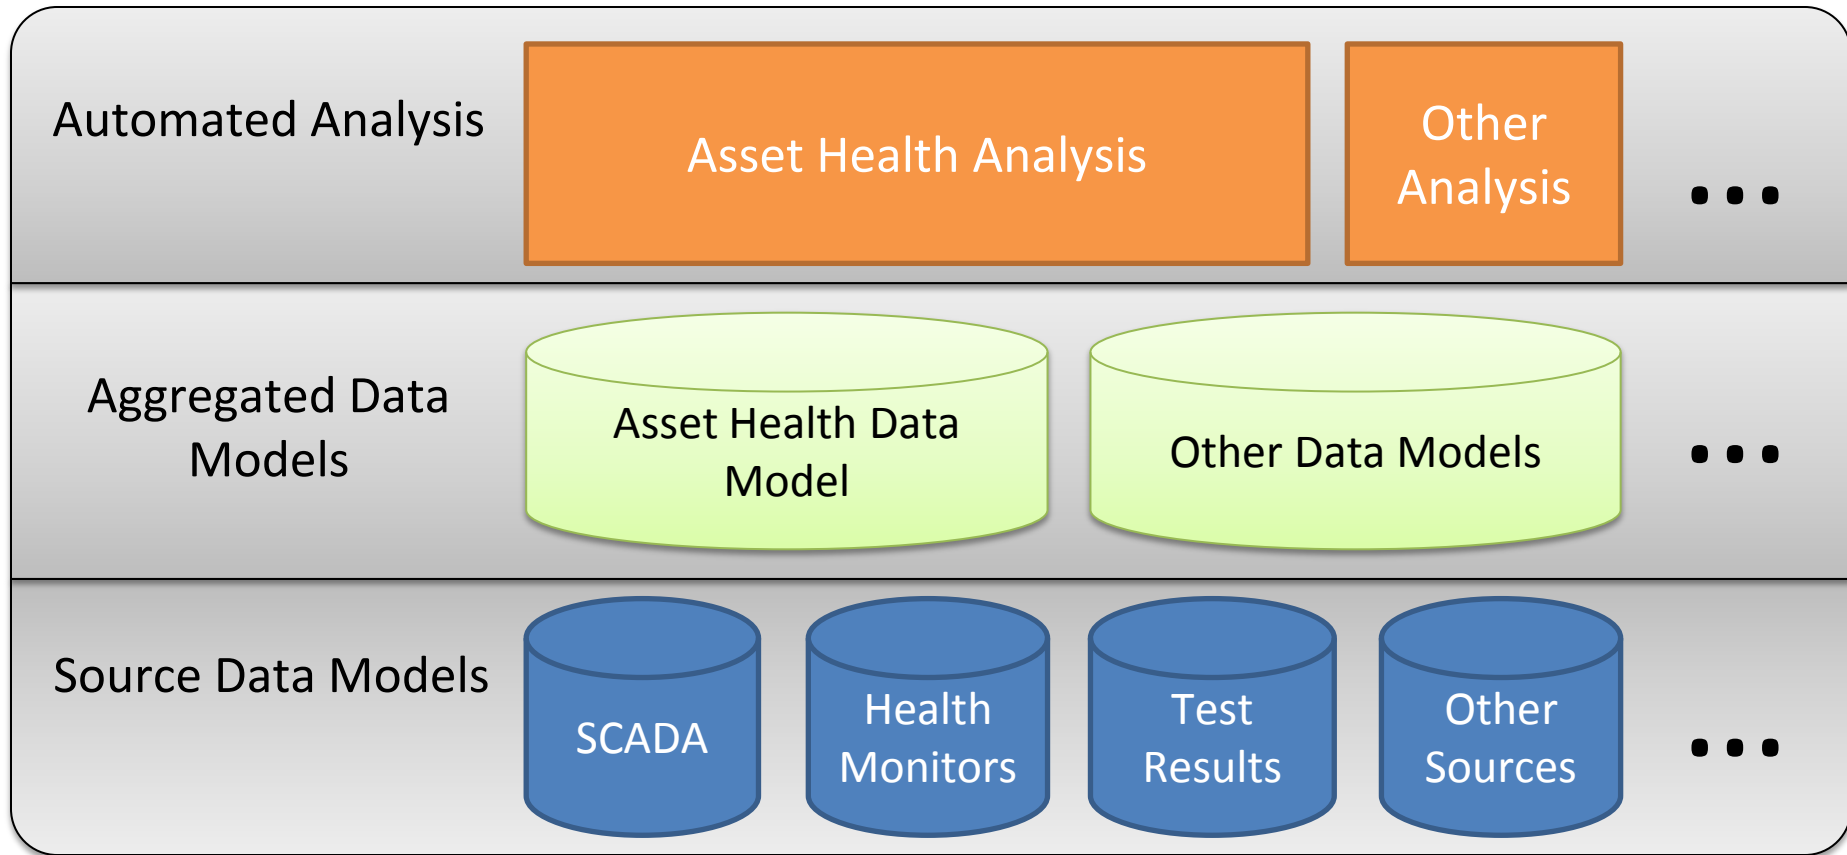 Automated Analysis
Asset Health Analysis
Other
Analysis
...
Aggregated Data
Models
Asset Health Data
Model
Other Data Models
...
Source Data Models
SCADA
Health
Monitors
Test
Results
Other
Sources
...